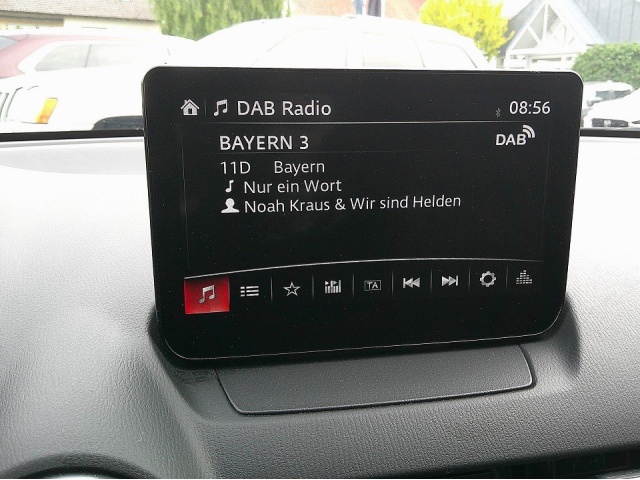 DAB Radio 08:56
BAYERN 3 DAB
11D Bayern
Nur ein Wort
Noah Kraus & Wir sind Helden
TA